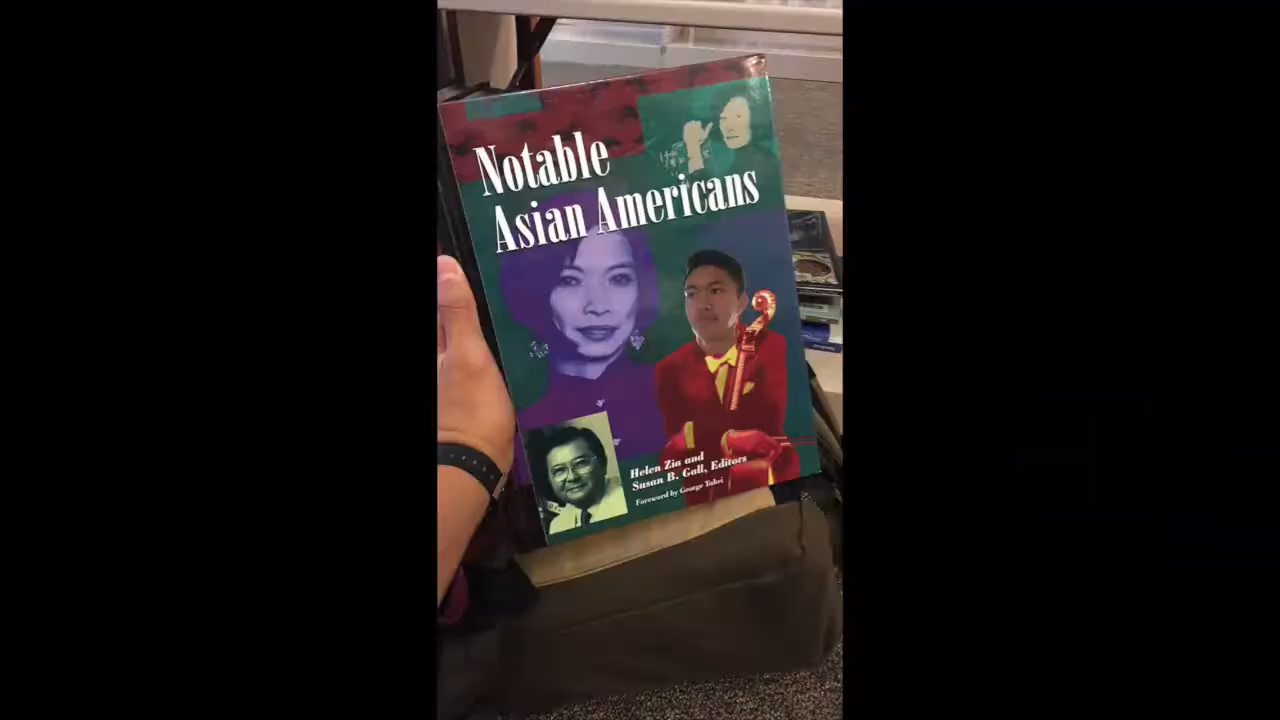 Notable
Asian Americans
Helen Zia and
Susan B. Gall, Editors
Foreword by George Takei